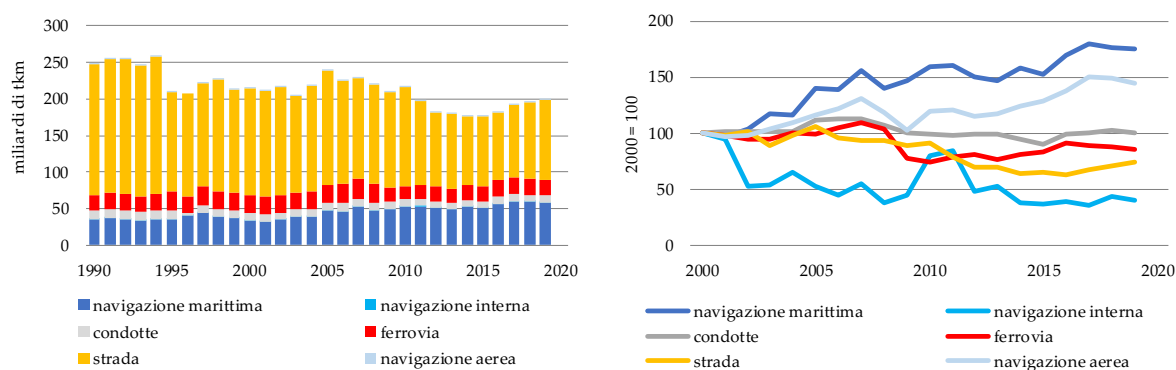 miliardi di tkm
300
250
200
150
100
50
0
1990 1995 2000 2005 2010 2015 2020
navigazione marittima navigazione interna
condotte ferrovia
strada navigazione aerea
2000 = 100
200
150
100
50
0
2000 2005 2010 2015 2020
navigazione marittima navigazione interna
condotte ferrovia
strada navigazione aerea